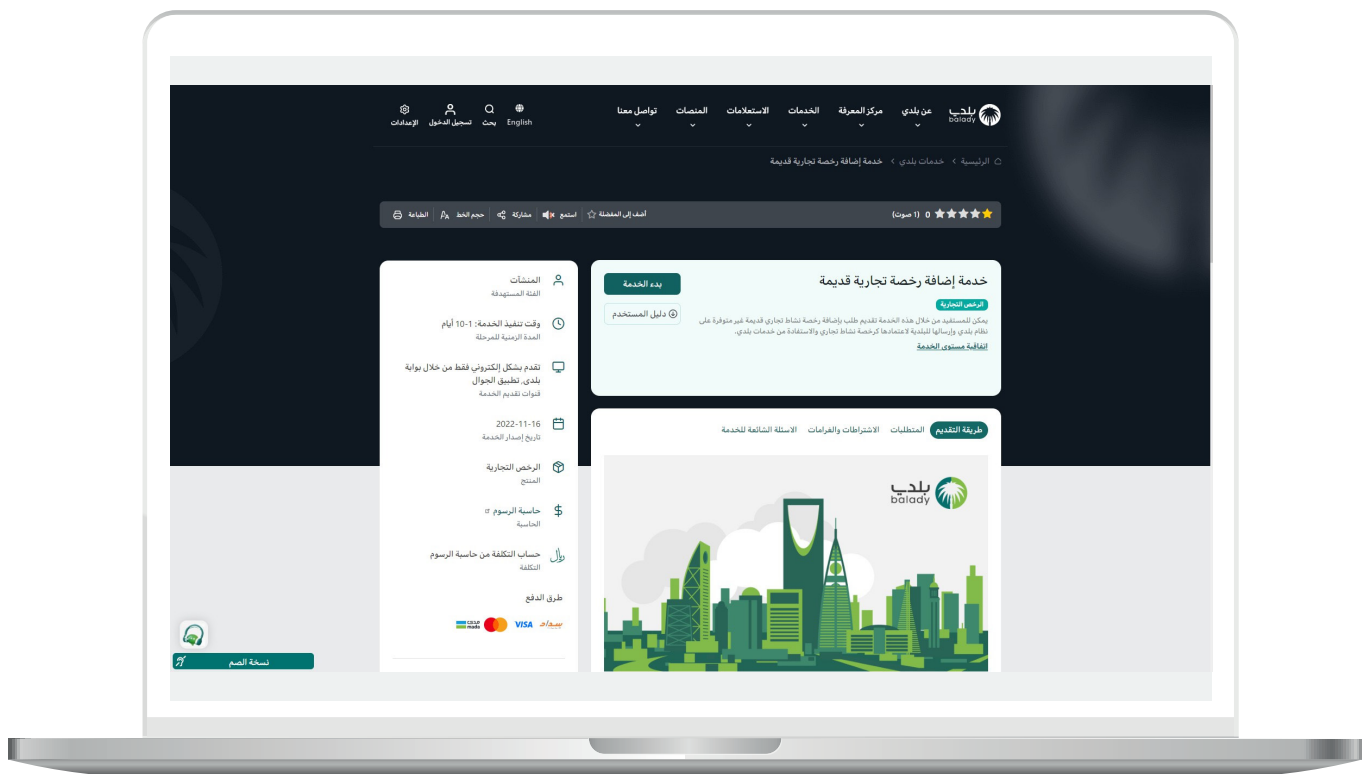 بلدي
balady
عن بلدي
مركز المعرفة
الخدمات
الاستعلامات
المنصات
تواصل معنا
English
بحث
تسجيل الدخول
الإعدادات
الرئيسية > خدمات بلدي > خدمة إضافة رخصة تجارية قديمة
0 (1 صوت)
أضف إلى المفضلة
استمع
مشاركة
حجم الخط
الطباعة
خدمة إضافة رخصة تجارية قديمة
بدء الخدمة
الرخص التجارية
دليل المستخدم
يمكن للمستفيد من خلال هذه الخدمة تقديم طلب بإضافة رخصة نشاط تجاري قديمة غير متوفرة على
نظام بلدي وإرسالها للبلدية لاعتمادها كرخصة نشاط تجاري والاستفادة من خدمات بلدي.
اتفاقية مستوى الخدمة
طريقة التقديم
المتطلبات
الاشتراطات والغرامات
الاسئلة الشائعة للخدمة
بلدي
balady
المنشآت
الفئة المستهدفة
وقت تنفيذ الخدمة: 1-10 أيام
المدة الزمنية للمرحلة
تقدم بشكل إلكتروني فقط من خلال بوابة
بلدي, تطبيق الجوال
قنوات تقديم الخدمة
2022-11-16
تاريخ إصدار الخدمة
الرخص التجارية
المنتج
حاسبة الرسوم
الحاسبة
حساب التكلفة من حاسبة الرسوم
التكلفة
طرق الدفع
سداد
VISA
مدى
mada
نسخة الصم